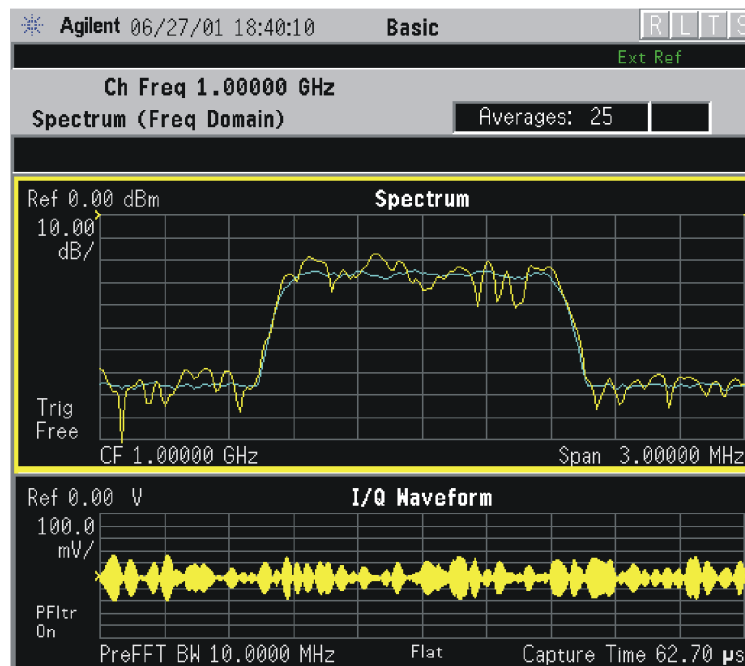 Agilent 06/27/01 18:40:10 Basic R L T S
Ext Ref
Ch Freq 1.00000 GHz
Spectrum (Freq Domain) Averages: 25
Ref 0.00 dBm Spectrum
10.00
dB/
Trig
Free
CF 1.00000 GHz Span 3.00000 MHz
Ref 0.00 V I/Q Waveform
100.0
mV/
PFltr
On
PreFFT BW 10.0000 MHz Flat Capture Time 62.70 µs